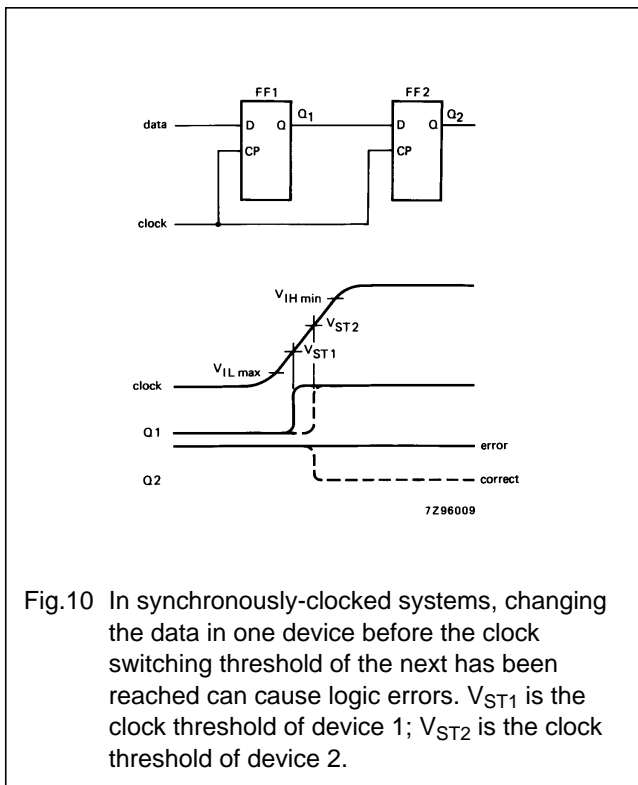 FF1 FF2
Q1 Q2
data D Q D Q
CP CP
clock
VIH min
VST2
VST1
VIL max
clock
Q1
error
Q2 correct
7Z96009
Fig.10 In synchronously-clocked systems, changing
the data in one device before the clock
switching threshold of the next has been
reached can cause logic errors. VST1 is the
clock threshold of device 1; VST2 is the clock
threshold of device 2.